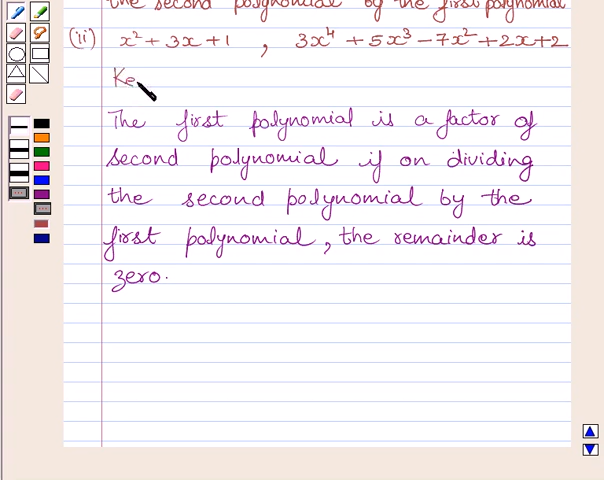 the second polynomial by the first polynomial
(ii) x² + 3x + 1 , 3x⁴ + 5x³ - 7x² + 2x + 2
Ke
The first polynomial is a factor of
second polynomial if on dividing
the second polynomial by the
first polynomial, the remainder is
zero.